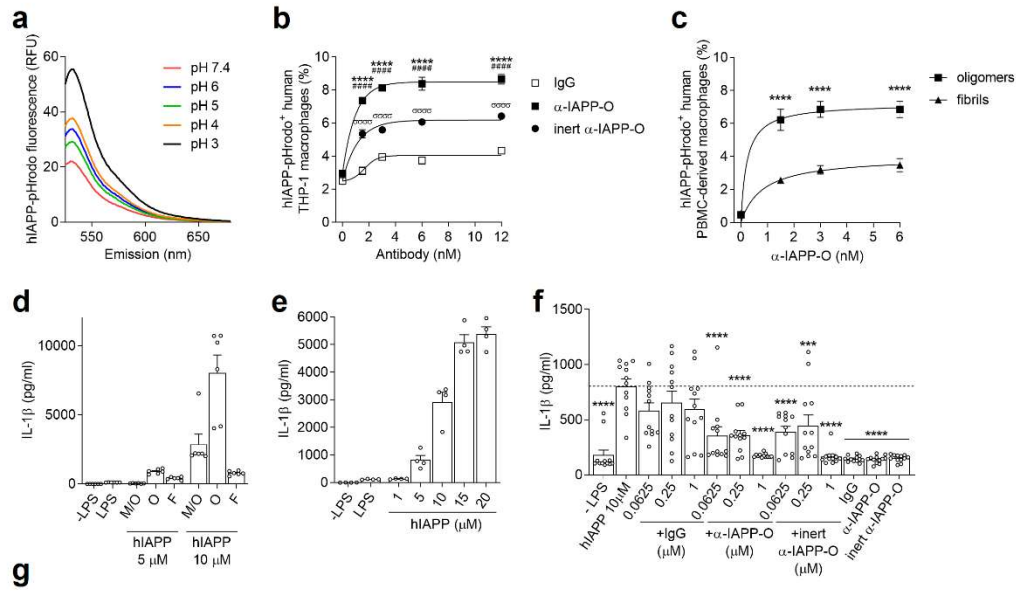 a
hIAPP-pHrodo fluorescence (RFU)
60
40
20
0
pH 7.4
pH 6
pH 5
pH 4
pH 3
550
600
650
Emission (nm)
b
hIAPP-pHrodo+ human
THP-1 macrophages (%)
10
8
6
4
2
0
****
####
****
####
****
####
****
####
°°°°
°°°°
°°°°
°°°°
0 2 4 6 8 10 12
Antibody (nM)
IgG
α-IAPP-O
inert α-IAPP-O
c
hIAPP-pHrodo+ human
PBMC-derived macrophages (%)
10
8
6
4
2
0
**** **** ****
0 1 2 3 4 5 6
α-IAPP-O (nM)
oligomers
fibrils
d
IL-1β (pg/ml)
10000
5000
0
-LPS
LPS
M/O
O
F
M/O
O
F
hIAPP
5 μM
hIAPP
10 μM
e
IL-1β (pg/ml)
6000
5000
4000
3000
2000
1000
0
-LPS
LPS
1
5
10
15
20
hIAPP (μM)
f
IL-1β (pg/ml)
1500
1000
500
0
****
****
****
****
****
***
****
****
- LPS
hIAPP 10μM
0.0625
0.25
1
0.0625
0.25
1
0.0625
0.25
1
IgG
α-IAPP-O
inert α-IAPP-O
+IgG
(μM)
+α-IAPP-O
(μM)
+inert
α-IAPP-O
(μM)
g